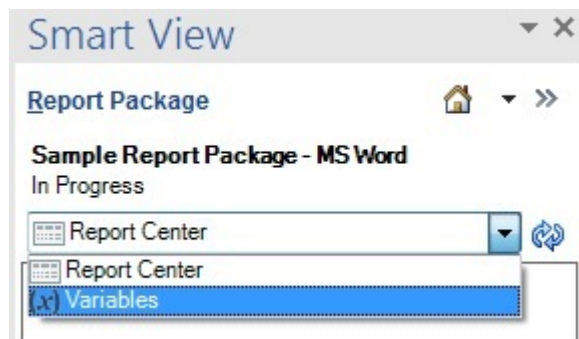 Smart View
Report Package
Sample Report Package - MS Word
In Progress
Report Center
Report Center
(x) Variables